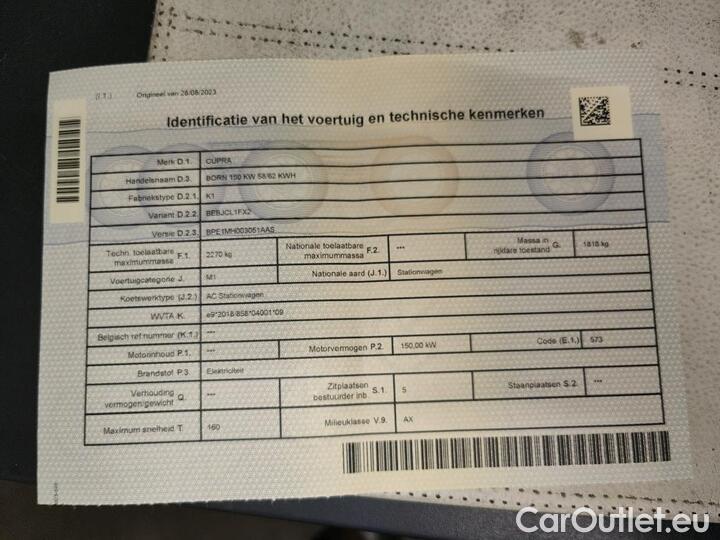 (I.1.) Origineel van 28/08/2023
Identificatie van het voertuig en technische kenmerken
Merk D.1. CUPRA
Handelsnaam D.3. BORN 150 KW 58/62 KWH
Fabriekstype D.2.1. K1
Variant D.2.2. BEBJCL1FX2
Versie D.2.3. BPE1MH003051AAS
Techn. toelaatbare maximummassa F.1. 2270 kg Nationale toelaatbare maximummassa F.2. *** Massa in rijklare toestand G. 1818 kg
Voertuigcategorie J. M1 Nationale aard (J.1.) Stationwagen
Koetswerktype (J.2.) AC Stationwagen
WVTA K. e9*2018/858*04001*09
Belgisch ref nummer (K.1.) ***
Motorinhoud P.1. *** Motorvermogen P.2. 150,00 kW Code (E.1.) 573
Brandstof P.3. Elektriciteit
Verhouding vermogen/gewicht Q. *** Zitplaatsen bestuurder inb. S.1. 5 Staanplaatsen S.2. ***
Maximum snelheid T. 160 Milieuklasse V.9. AX
CarOutlet.eu